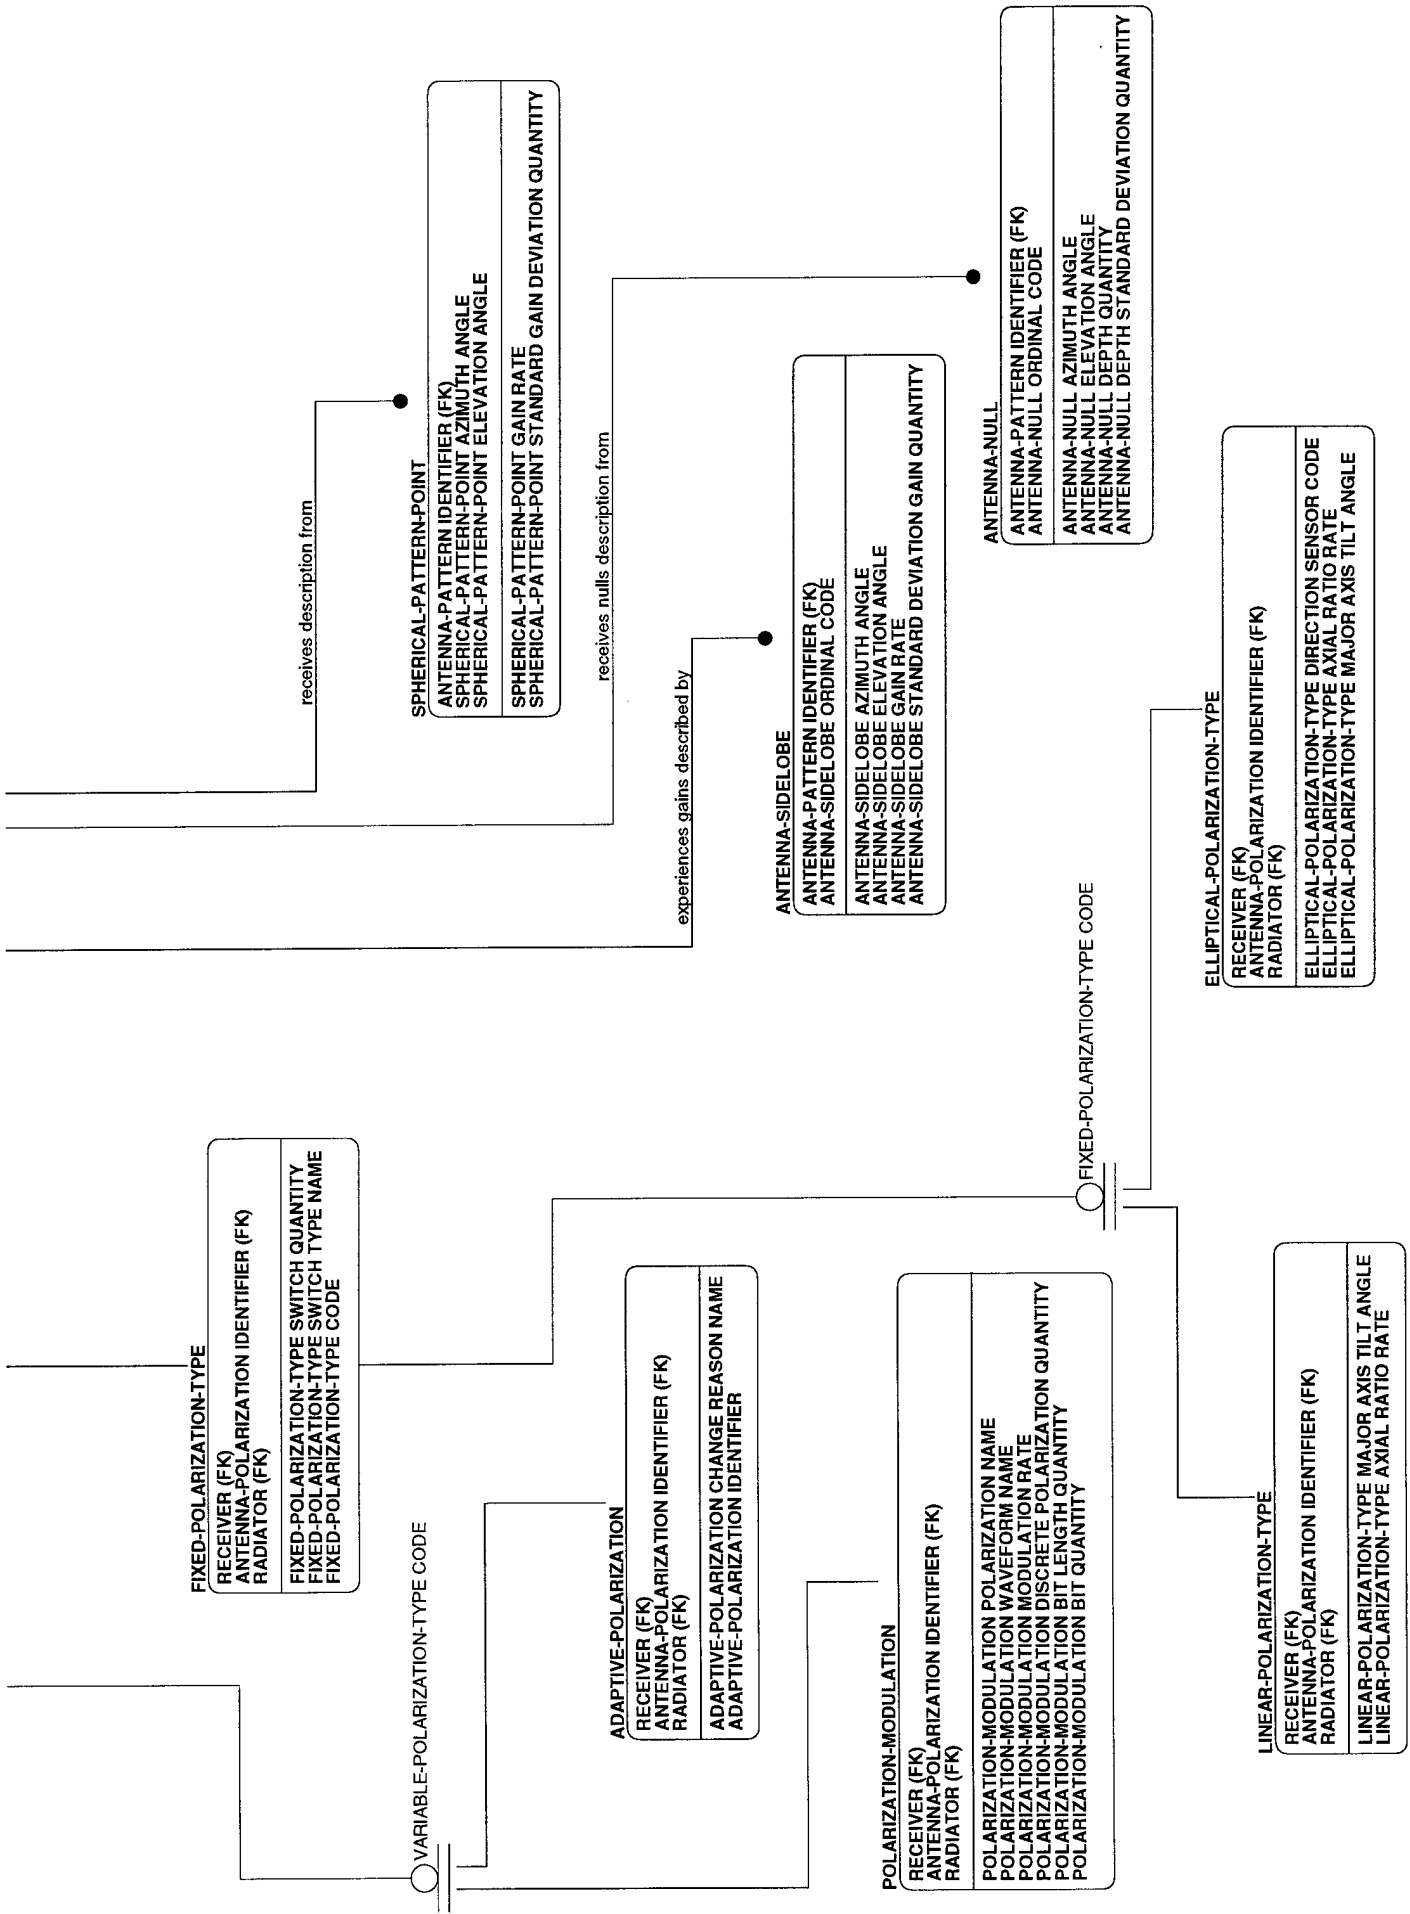 VARIABLE-POLARIZATION-TYPE CODE
FIXED-POLARIZATION-TYPE
RECEIVER (FK)
ANTENNA-POLARIZATION IDENTIFIER (FK)
RADIATOR (FK)
FIXED-POLARIZATION-TYPE SWITCH QUANTITY
FIXED-POLARIZATION-TYPE SWITCH TYPE NAME
FIXED-POLARIZATION-TYPE CODE
ADAPTIVE-POLARIZATION
RECEIVER (FK)
ANTENNA-POLARIZATION IDENTIFIER (FK)
RADIATOR (FK)
ADAPTIVE-POLARIZATION CHANGE REASON NAME
ADAPTIVE-POLARIZATION IDENTIFIER
POLARIZATION-MODULATION
RECEIVER (FK)
ANTENNA-POLARIZATION IDENTIFIER (FK)
RADIATOR (FK)
POLARIZATION-MODULATION POLARIZATION NAME
POLARIZATION-MODULATION WAVEFORM NAME
POLARIZATION-MODULATION MODULATION RATE
POLARIZATION-MODULATION DISCRETE POLARIZATION QUANTITY
POLARIZATION-MODULATION BIT LENGTH QUANTITY
POLARIZATION-MODULATION BIT QUANTITY
LINEAR-POLARIZATION-TYPE
RECEIVER (FK)
ANTENNA-POLARIZATION IDENTIFIER (FK)
RADIATOR (FK)
LINEAR-POLARIZATION-TYPE MAJOR AXIS TILT ANGLE
LINEAR-POLARIZATION-TYPE AXIAL RATIO RATE
FIXED-POLARIZATION-TYPE CODE
receives description from
SPHERICAL-PATTERN-POINT
ANTENNA-PATTERN IDENTIFIER (FK)
SPHERICAL-PATTERN-POINT AZIMUTH ANGLE
SPHERICAL-PATTERN-POINT ELEVATION ANGLE
SPHERICAL-PATTERN-POINT GAIN RATE
SPHERICAL-PATTERN-POINT STANDARD GAIN DEVIATION QUANTITY
receives nulls description from
experiences gains described by
ANTENNA-SIDELOBE
ANTENNA-PATTERN IDENTIFIER (FK)
ANTENNA-SIDELOBE ORDINAL CODE
ANTENNA-SIDELOBE AZIMUTH ANGLE
ANTENNA-SIDELOBE ELEVATION ANGLE
ANTENNA-SIDELOBE GAIN RATE
ANTENNA-SIDELOBE STANDARD DEVIATION GAIN QUANTITY
ANTENNA-NULL
ANTENNA-PATTERN IDENTIFIER (FK)
ANTENNA-NULL ORDINAL CODE
ANTENNA-NULL AZIMUTH ANGLE
ANTENNA-NULL ELEVATION ANGLE
ANTENNA-NULL DEPTH QUANTITY
ANTENNA-NULL DEPTH STANDARD DEVIATION QUANTITY
ELLIPTICAL-POLARIZATION-TYPE
RECEIVER (FK)
ANTENNA-POLARIZATION IDENTIFIER (FK)
RADIATOR (FK)
ELLIPTICAL-POLARIZATION-TYPE DIRECTION SENSOR CODE
ELLIPTICAL-POLARIZATION-TYPE AXIAL RATIO RATE
ELLIPTICAL-POLARIZATION-TYPE MAJOR AXIS TILT ANGLE